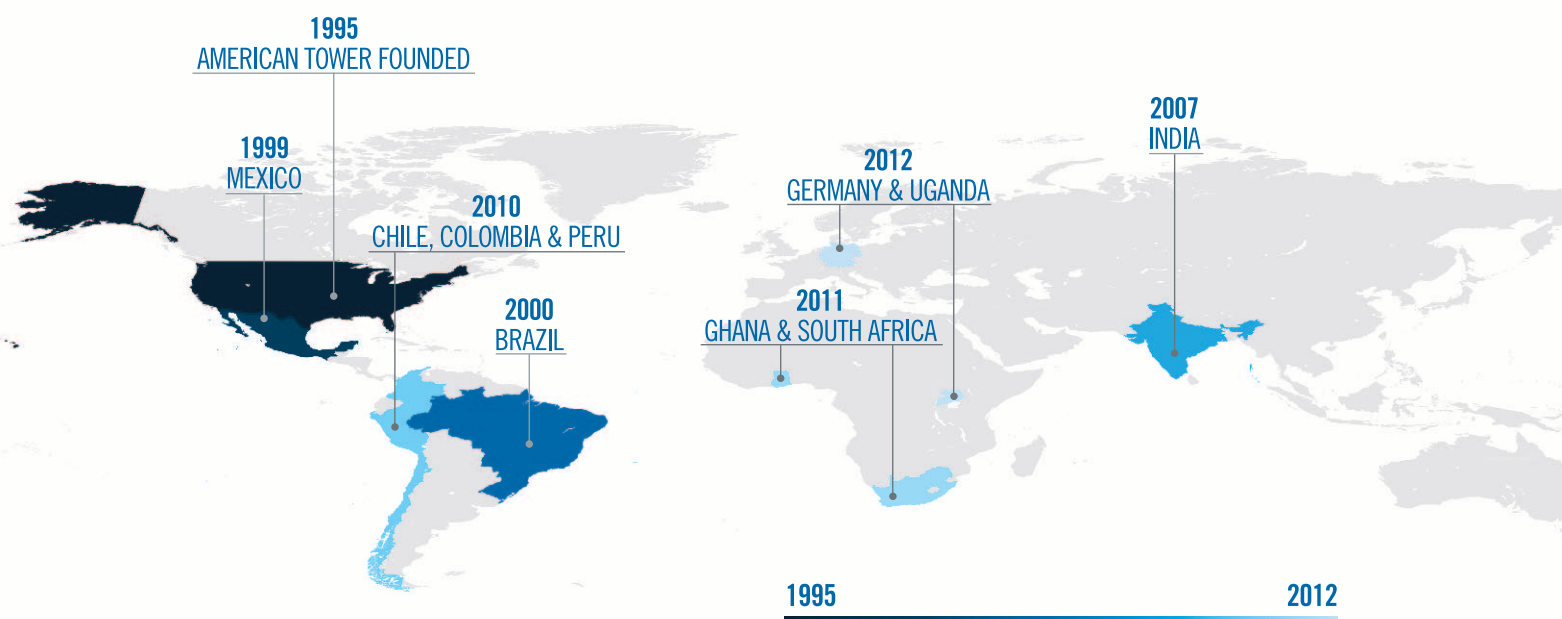 1995
AMERICAN TOWER FOUNDED
1999
MEXICO
2010
CHILE, COLOMBIA & PERU
2000
BRAZIL
2012
GERMANY & UGANDA
2011
GHANA & SOUTH AFRICA
2007
INDIA
1995
2012